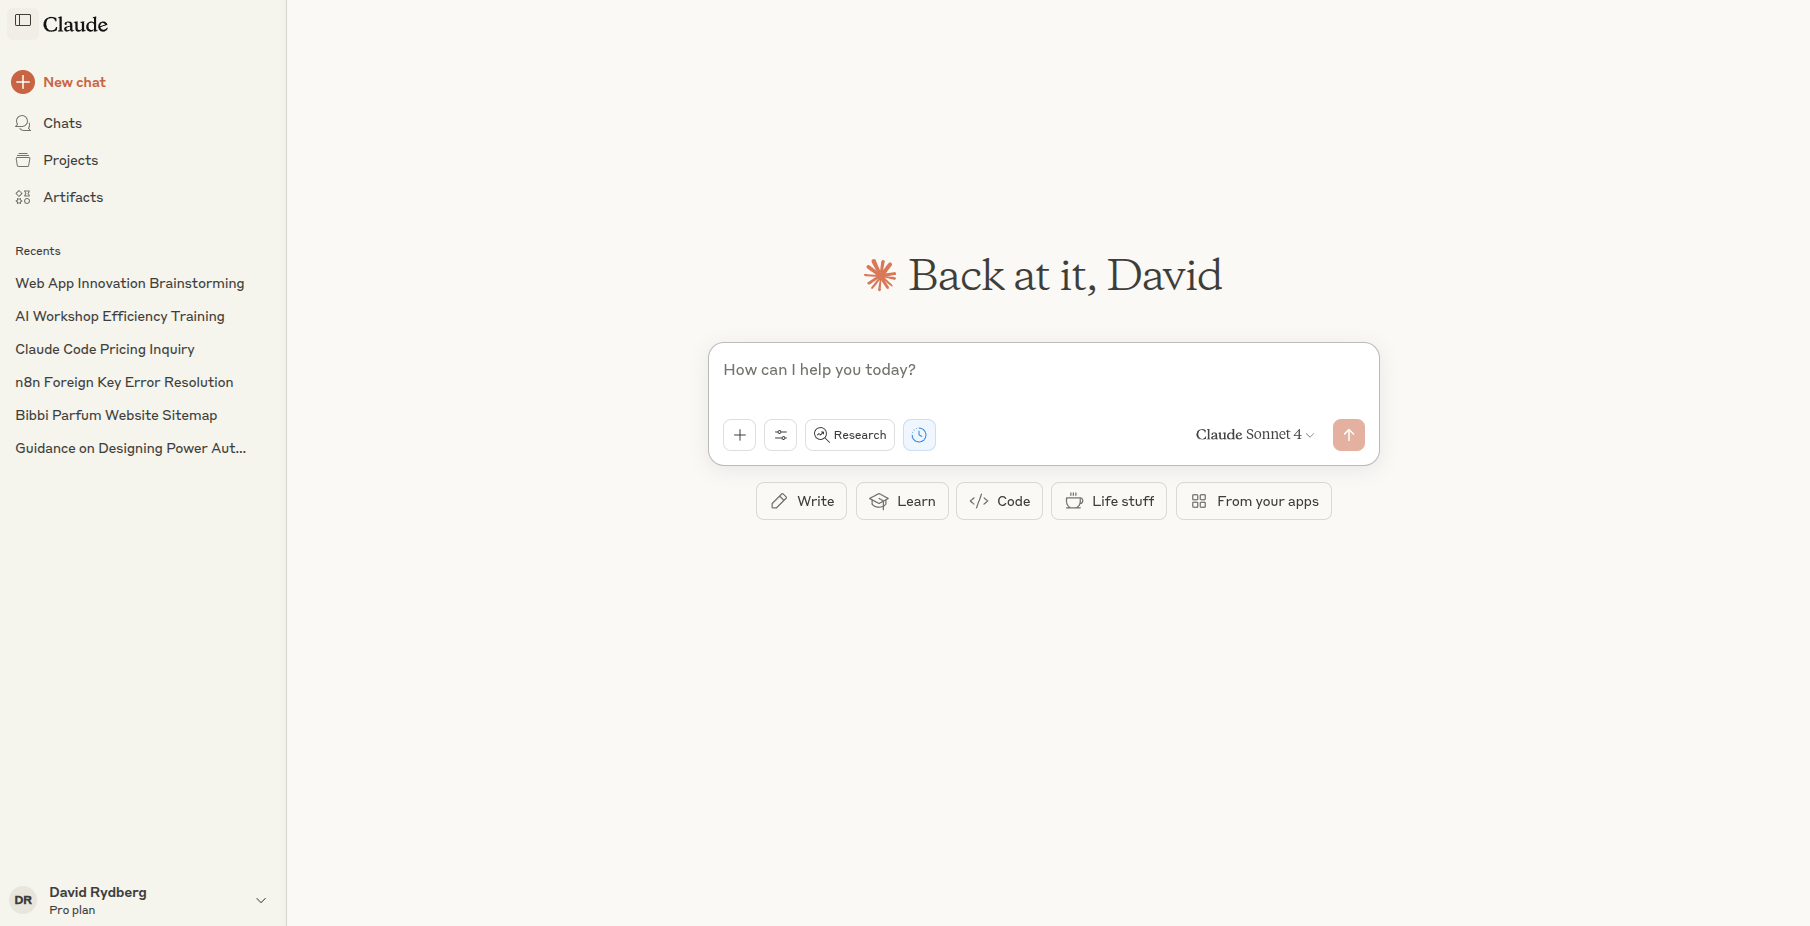 Claude
New chat
Chats
Projects
Artifacts
Recents
Web App Innovation Brainstorming
AI Workshop Efficiency Training
Claude Code Pricing Inquiry
n8n Foreign Key Error Resolution
Bibbi Parfum Website Sitemap
Guidance on Designing Power Aut...
DR
David Rydberg
Pro plan
Back at it, David
How can I help you today?
Research
Claude Sonnet 4
Write
Learn
Code
Life stuff
From your apps